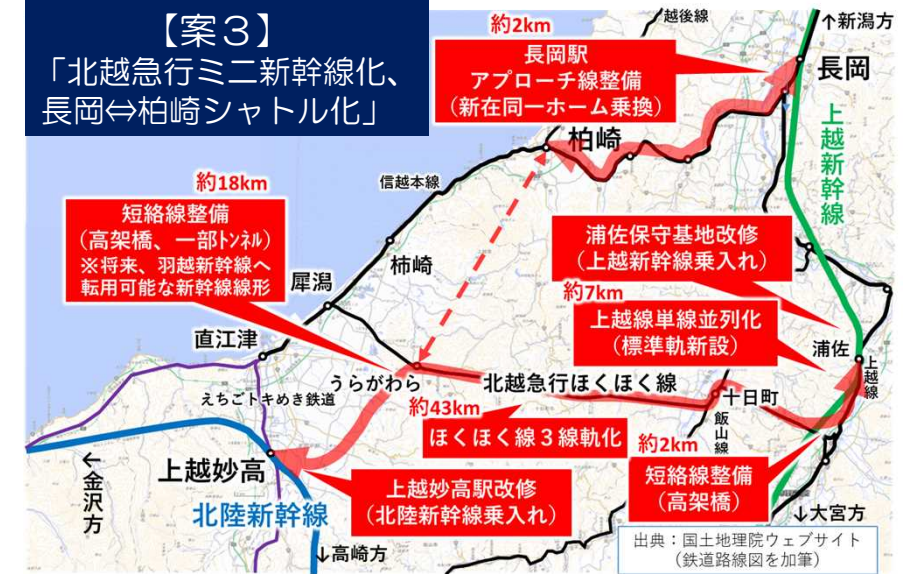 【案３】
「北越急行ミニ新幹線化、
長岡⇔柏崎シャトル化」
約2km
長岡駅
アプローチ線整備
（新在同一ホーム乗換）
越後線
↑新潟方
長岡
上越新幹線
柏崎
信越本線
約18km
短絡線整備
（高架橋、一部ﾄﾝﾈﾙ）
※将来、羽越新幹線へ
転用可能な新幹線線形
柿崎
犀潟
直江津
浦佐保守基地改修
（上越新幹線乗入れ）
約7km
上越線単線並列化
（標準軌新設）
浦佐
上越線
うらがわら
えちごトキめき鉄道
北越急行ほくほく線
約43km
ほくほく線３線軌化
十日町
飯山線
約2km
短絡線整備
（高架橋）
↓大宮方
←金沢方
上越妙高
北陸新幹線
↓高崎方
上越妙高駅改修
（北陸新幹線乗入れ）
出典：国土地理院ウェブサイト
（鉄道路線図を加筆）